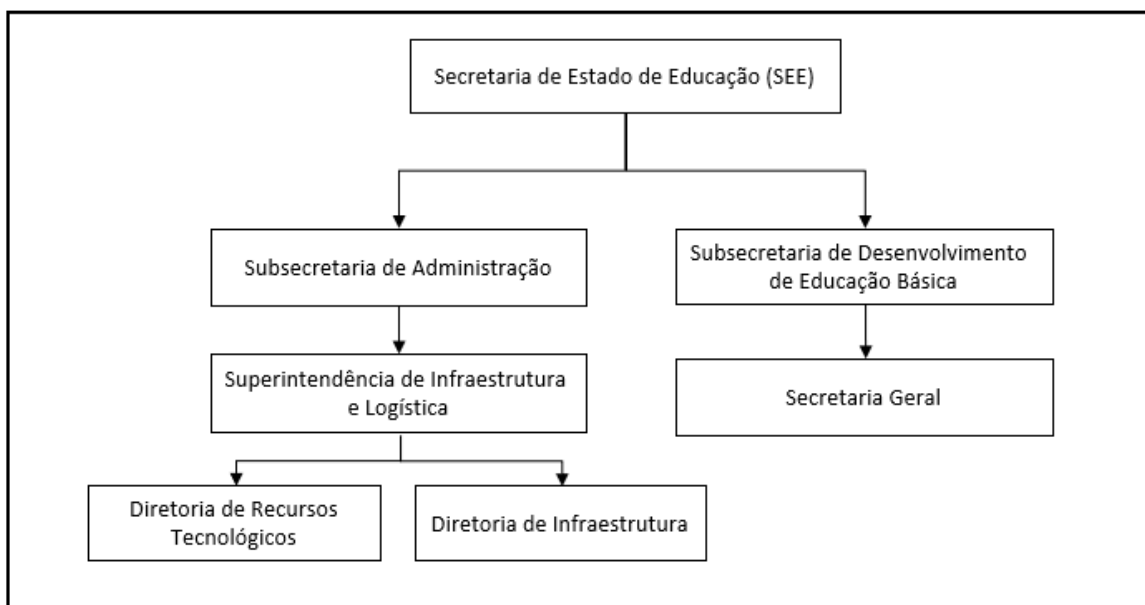 Secretaria de Estado de Educação (SEE)
Subsecretaria de Administração
Subsecretaria de Desenvolvimento
de Educação Básica
Superintendência de Infraestrutura
e Logística
Secretaria Geral
Diretoria de Recursos
Tecnológicos
Diretoria de Infraestrutura